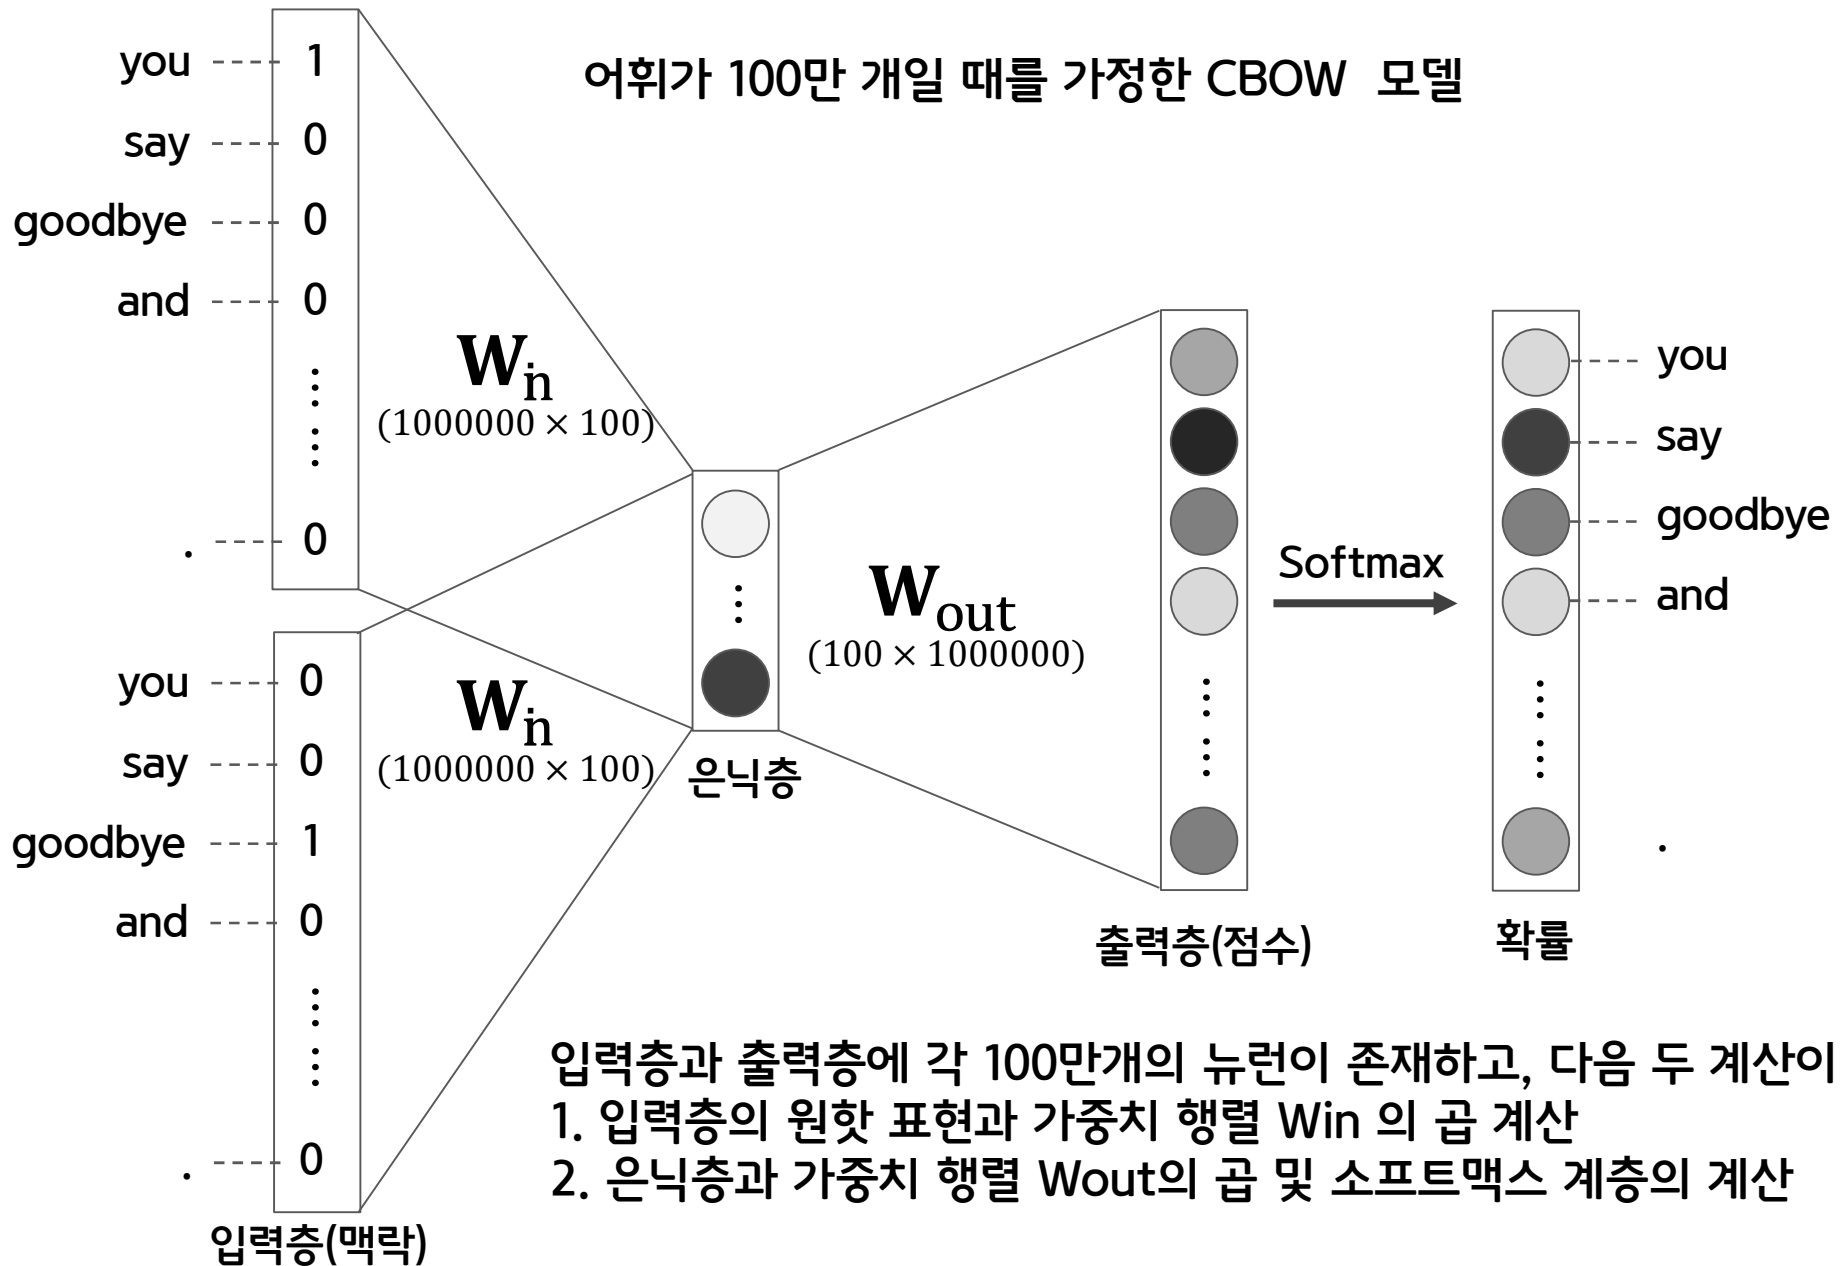 어휘가 100만 개일 때를 가정한 CBOW 모델
you 1
say 0
goodbye 0
and 0
. 0
W_in
(1000000 × 100)
you 0
say 0
goodbye 1
and 0
. 0
W_in
(1000000 × 100)
입력층(맥락)
은닉층
W_out
(100 × 1000000)
출력층(점수)
Softmax
you
say
goodbye
and
.
확률
입력층과 출력층에 각 100만개의 뉴런이 존재하고, 다음 두 계산이
1. 입력층의 원핫 표현과 가중치 행렬 Win 의 곱 계산
2. 은닉층과 가중치 행렬 Wout의 곱 및 소프트맥스 계층의 계산